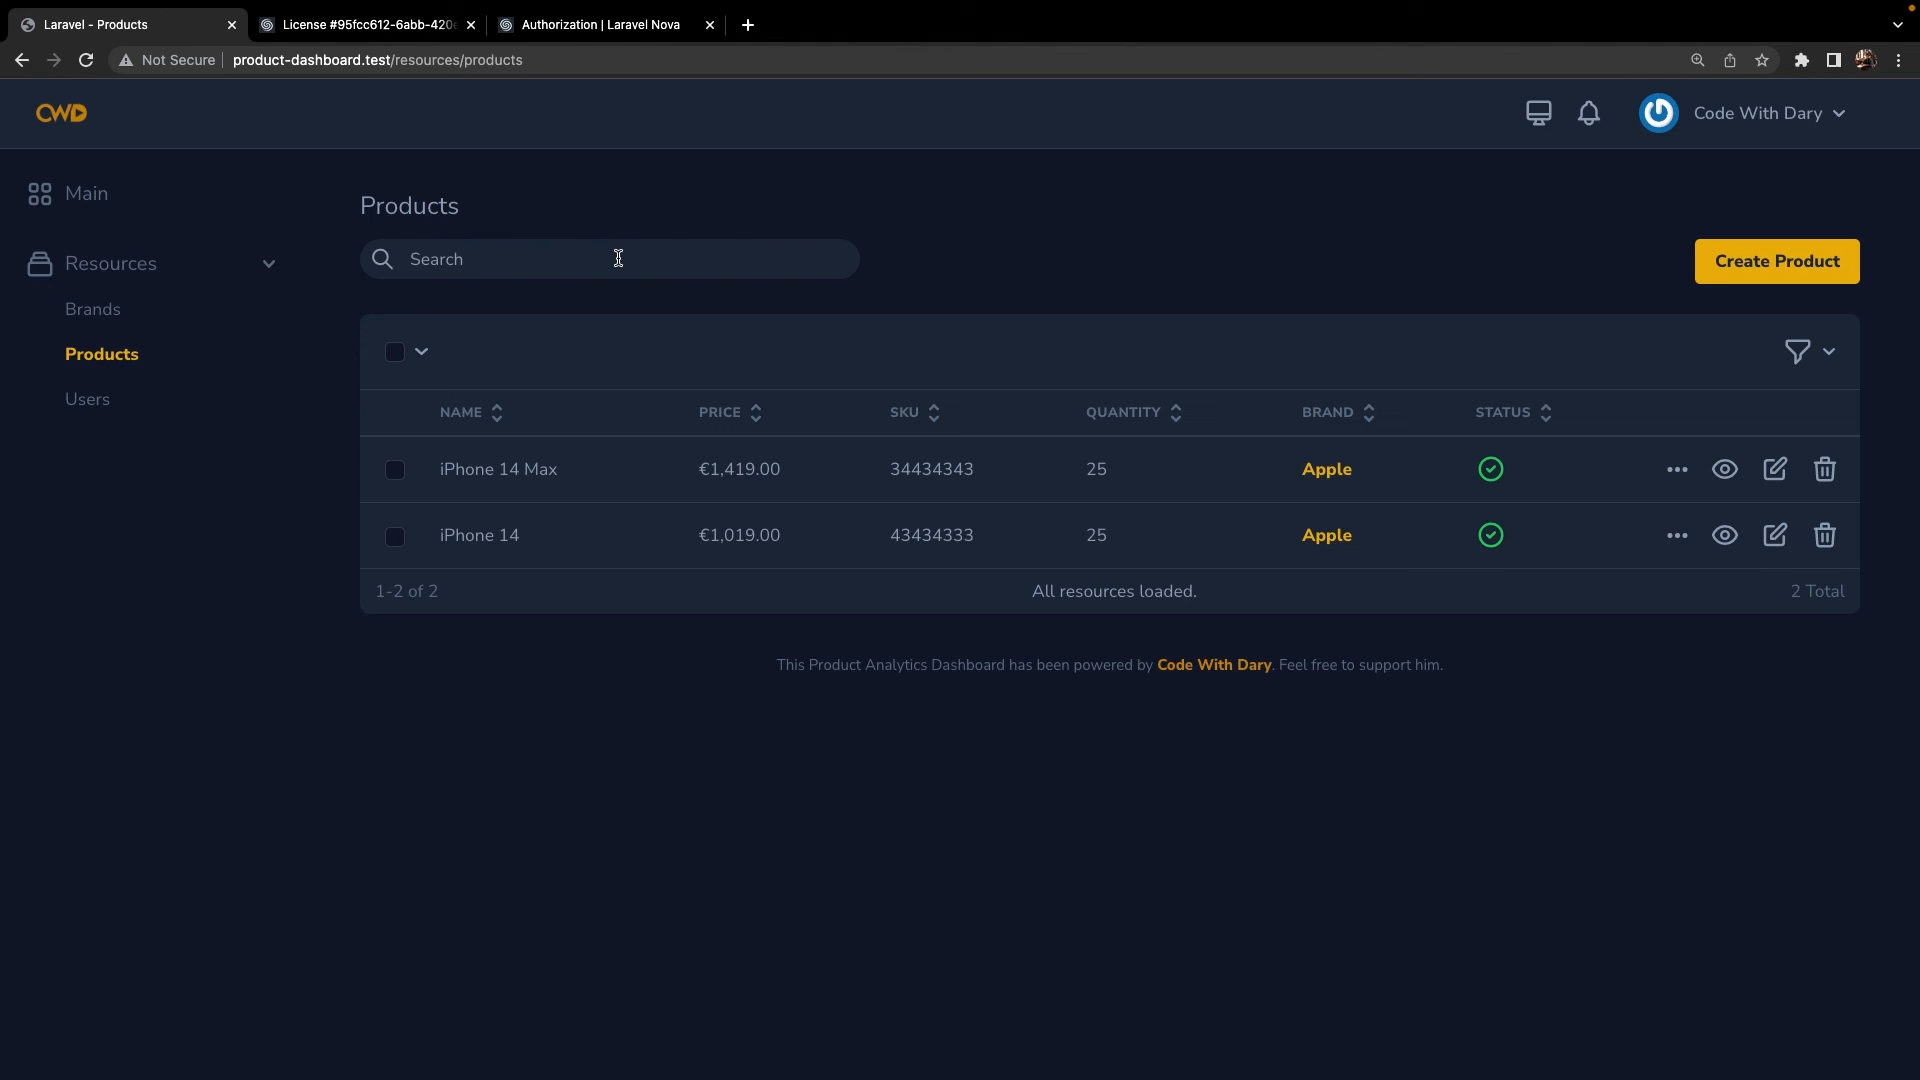 Laravel - Products
License #95fcc612-6abb-420
Authorization | Laravel Nova
Not Secure
product-dashboard.test/resources/products
CWD
Code With Dary
Main
Resources
Brands
Products
Users
Products
Search
Create Product
NAME PRICE SKU QUANTITY BRAND STATUS
iPhone 14 Max €1,419.00 34434343 25 Apple
iPhone 14 €1,019.00 43434333 25 Apple
1-2 of 2 All resources loaded. 2 Total
This Product Analytics Dashboard has been powered by Code With Dary. Feel free to support him.